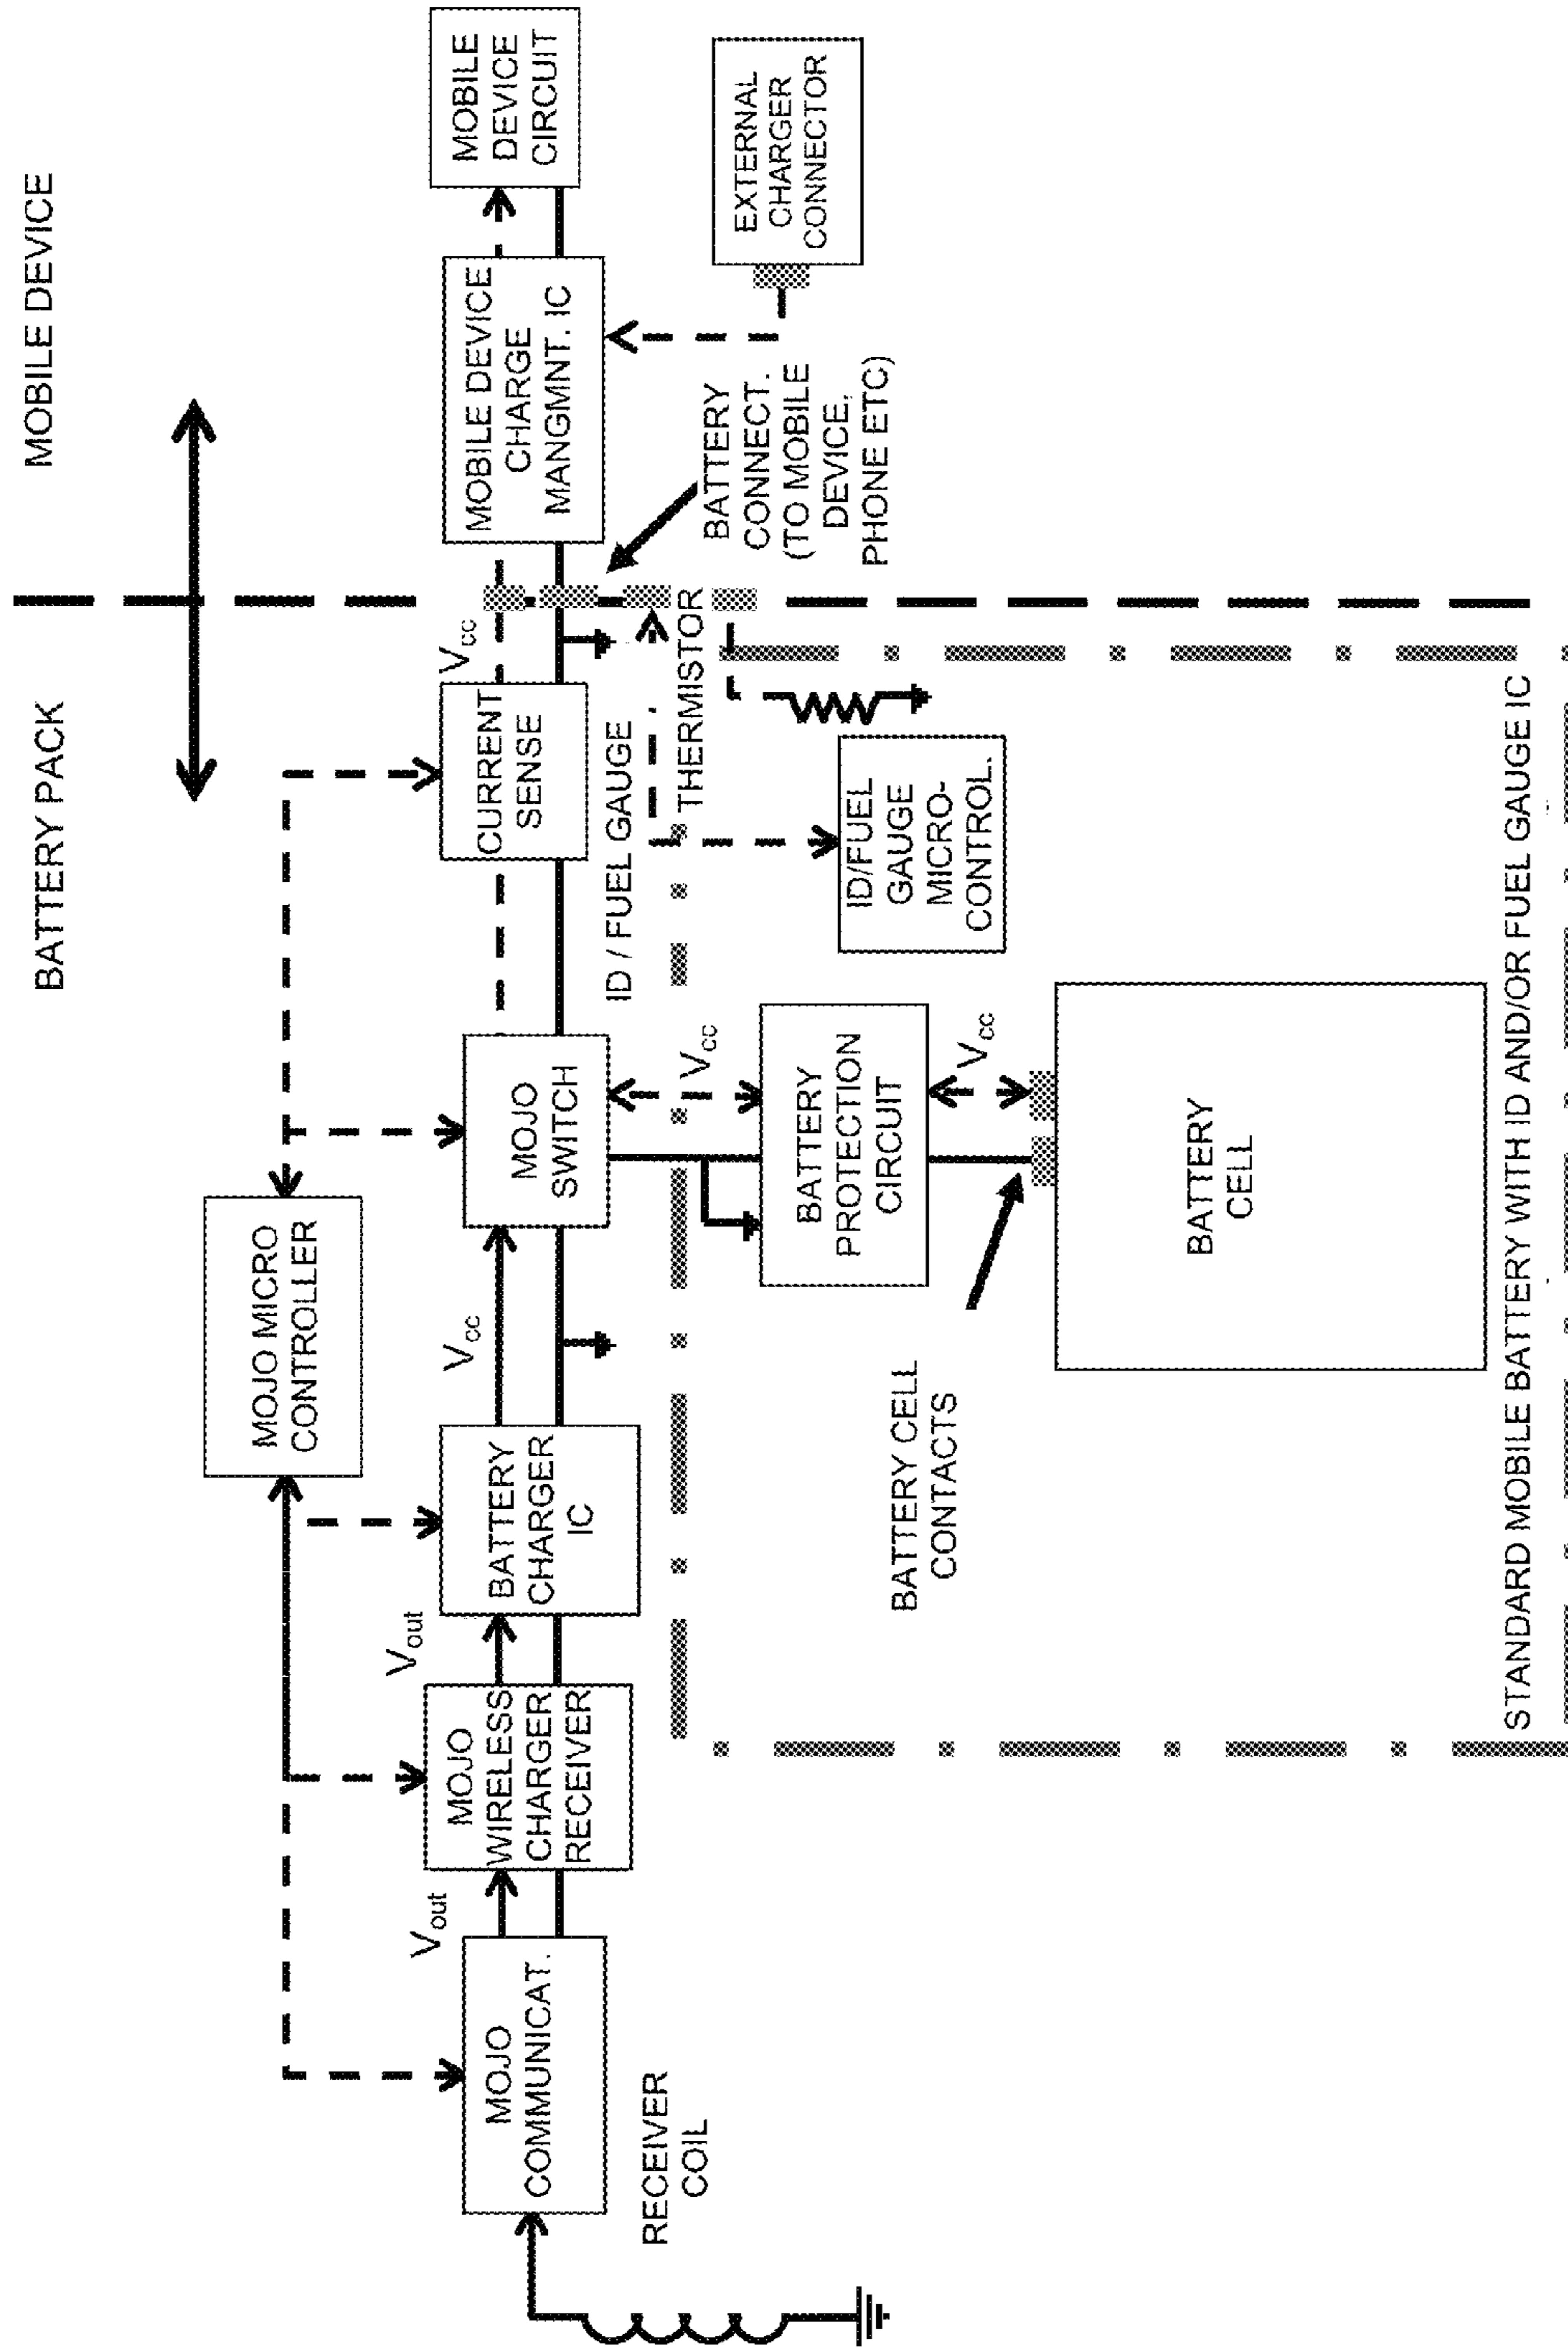 BATTERY PACK
MOBILE DEVICE
MOJO MICRO
CONTROLLER
MOJO
COMMUNICAT.
Vout
MOJO
WIRELESS
CHARGER
RECEIVER
Vout
BATTERY
CHARGER
IC
Vcc
MOJO
SWITCH
CURRENT
SENSE
Vcc
MOBILE DEVICE
CHARGE
MANGMNT. IC
MOBILE
DEVICE
CIRCUIT
RECEIVER
COIL
ID / FUEL GAUGE
THERMISTOR
BATTERY
CONNECT.
(TO MOBILE
DEVICE,
PHONE ETC)
EXTERNAL
CHARGER
CONNECTOR
Vcc
BATTERY
PROTECTION
CIRCUIT
ID/FUEL
GAUGE
MICRO-
CONTROL.
Vcc
BATTERY CELL
CONTACTS
BATTERY
CELL
STANDARD MOBILE BATTERY WITH ID AND/OR FUEL GAUGE IC